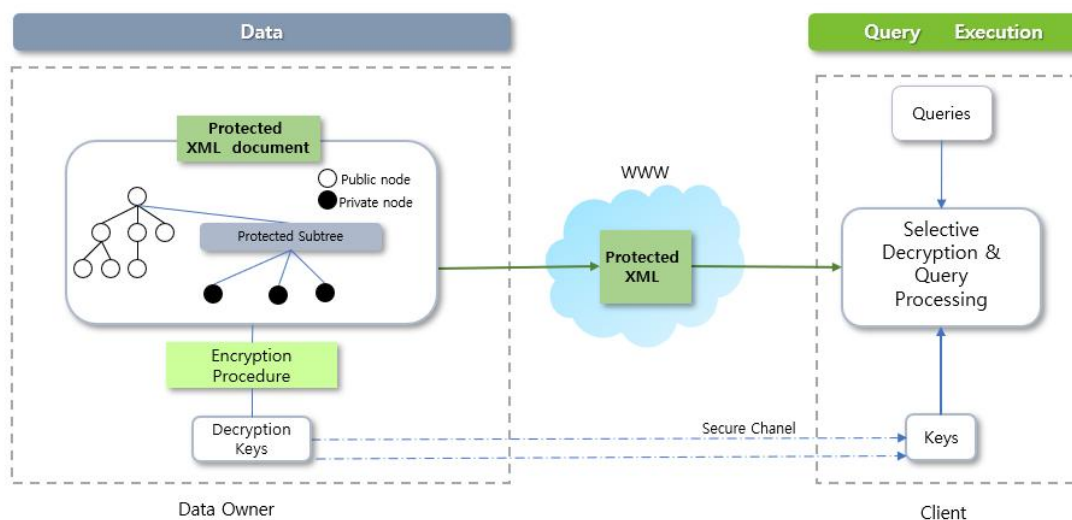 Data
Query Execution
Protected
XML document
Public node
Private node
Protected Subtree
Encryption
Procedure
Decryption
Keys
Data Owner
WWW
Protected
XML
Secure Chanel
Queries
Selective
Decryption &
Query
Processing
Keys
Client